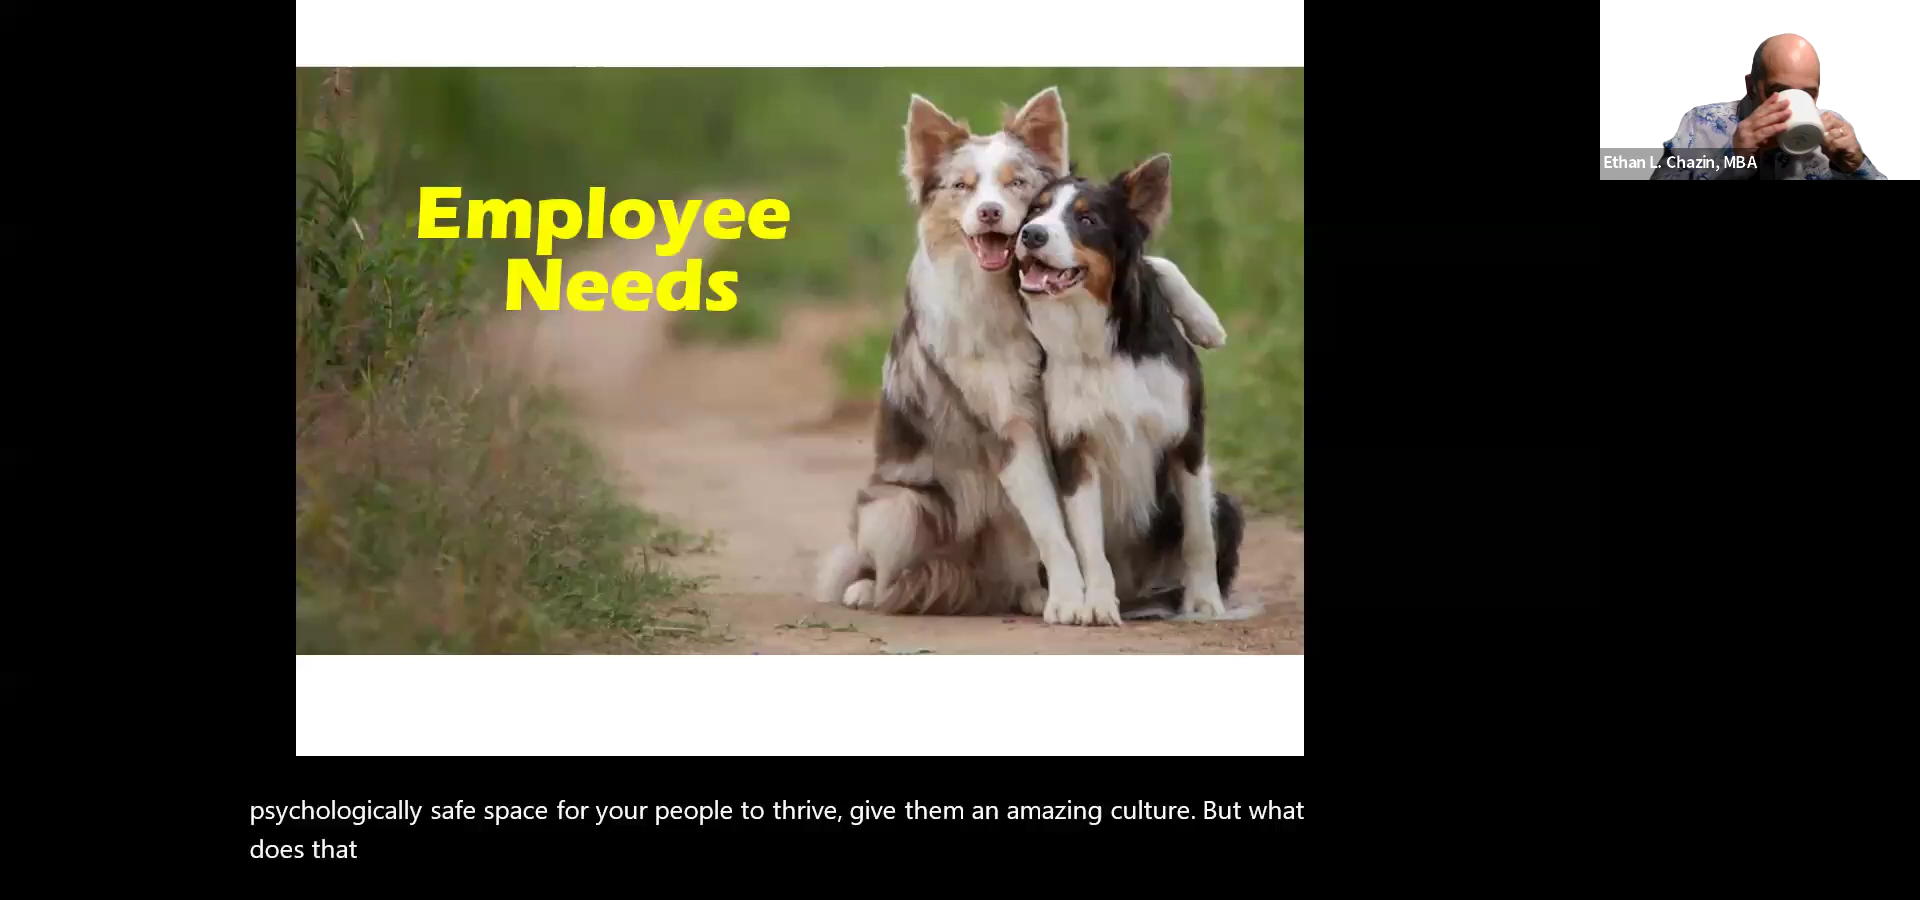 Employee
Needs
Ethan L. Chazin, MBA
psychologically safe space for your people to thrive, give them an amazing culture. But what
does that